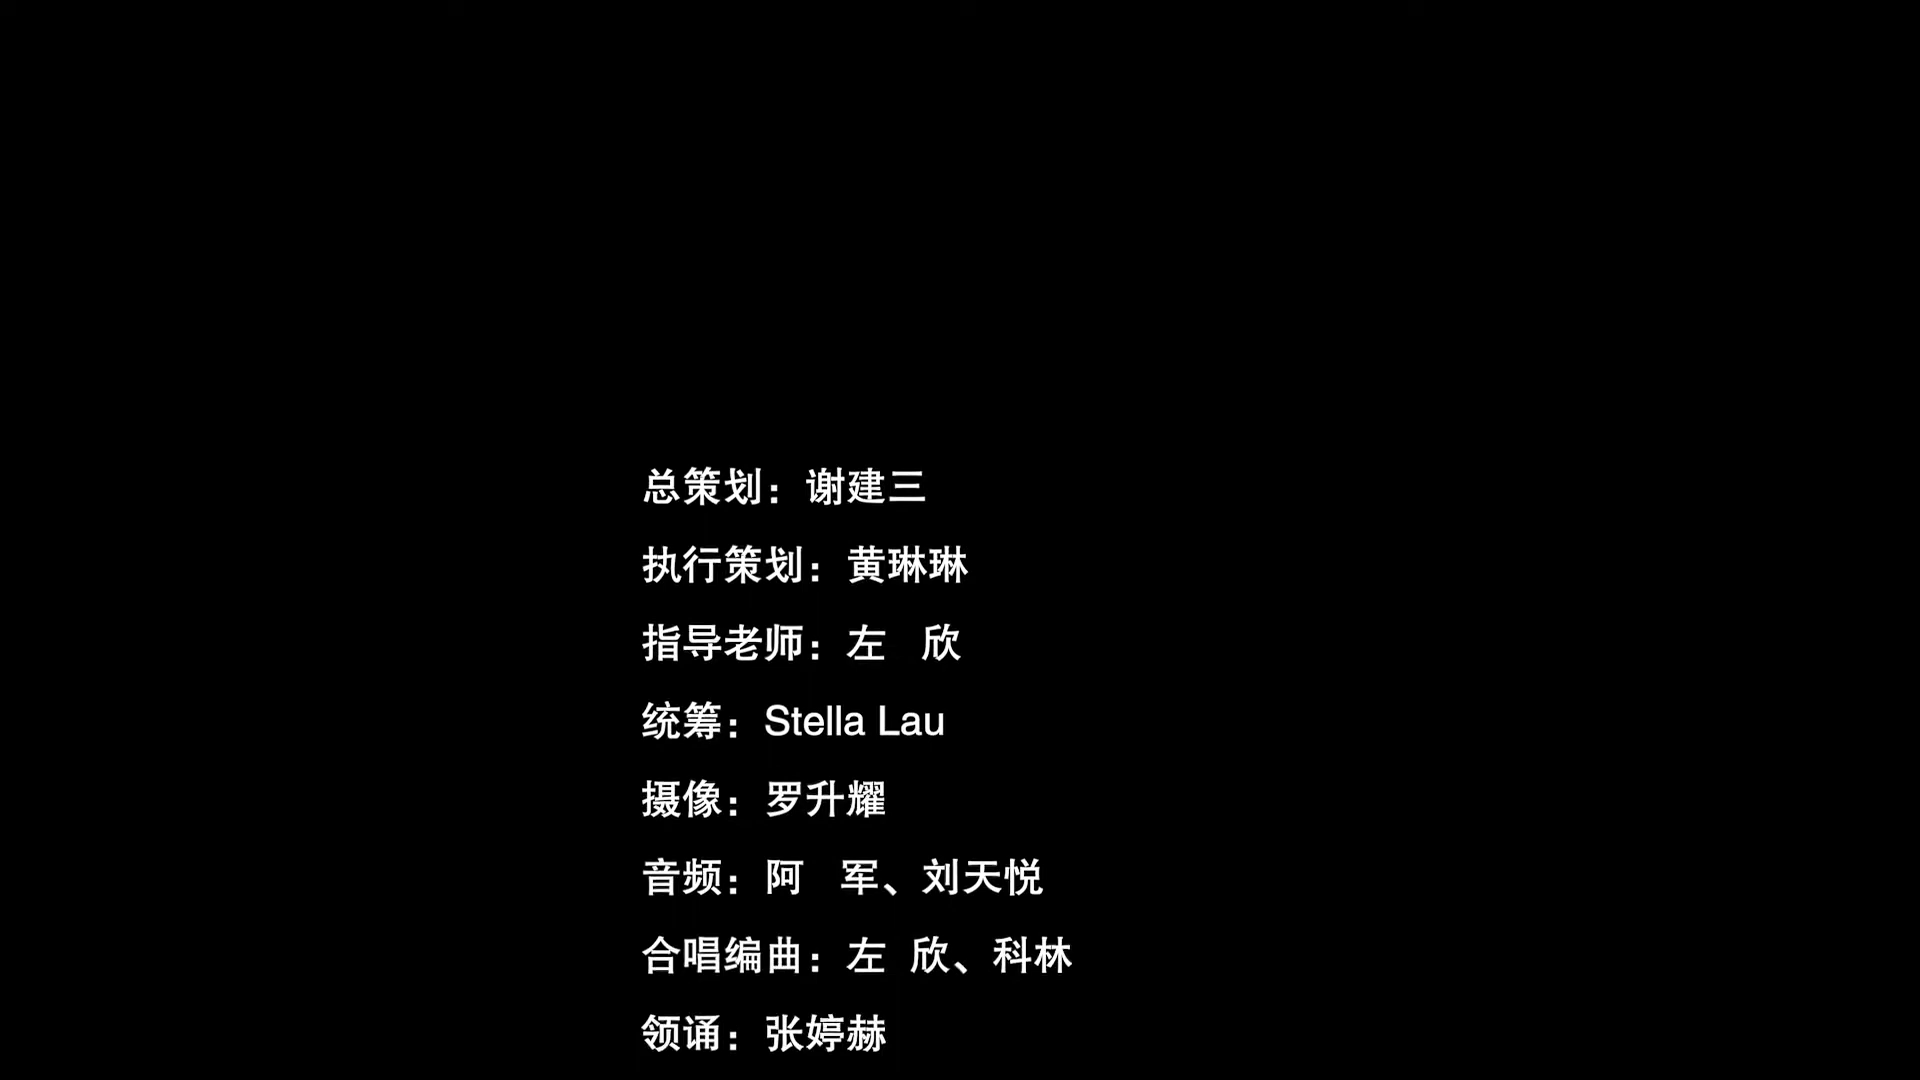 总策划：谢建三
执行策划：黄琳琳
指导老师：左 欣
统筹：Stella Lau
摄像：罗升耀
音频：阿 军、刘天悦
合唱编曲：左 欣、科林
领诵：张婷赫